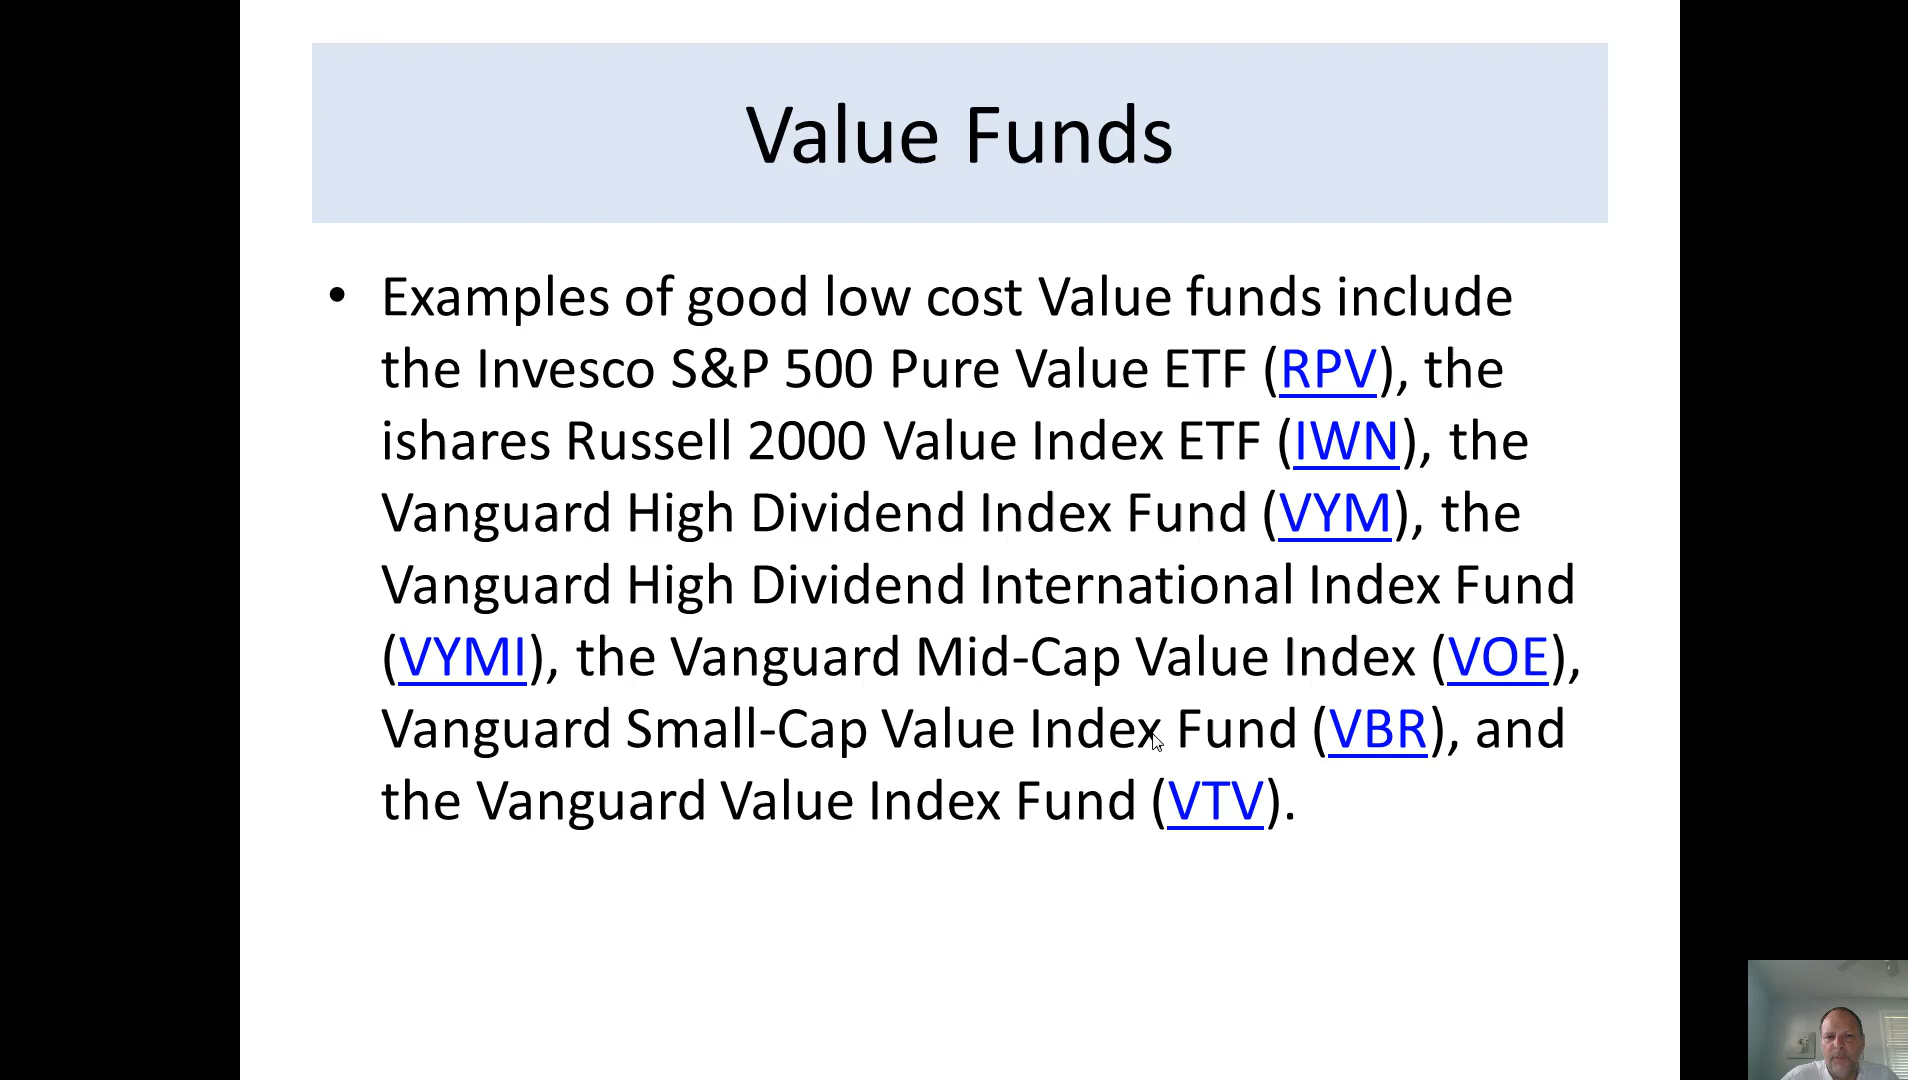 Value Funds
• Examples of good low cost Value funds include
the Invesco S&P 500 Pure Value ETF (RPV), the
ishares Russell 2000 Value Index ETF (IWN), the
Vanguard High Dividend Index Fund (VYM), the
Vanguard High Dividend International Index Fund
(VYMI), the Vanguard Mid-Cap Value Index (VOE),
Vanguard Small-Cap Value Index Fund (VBR), and
the Vanguard Value Index Fund (VTV).